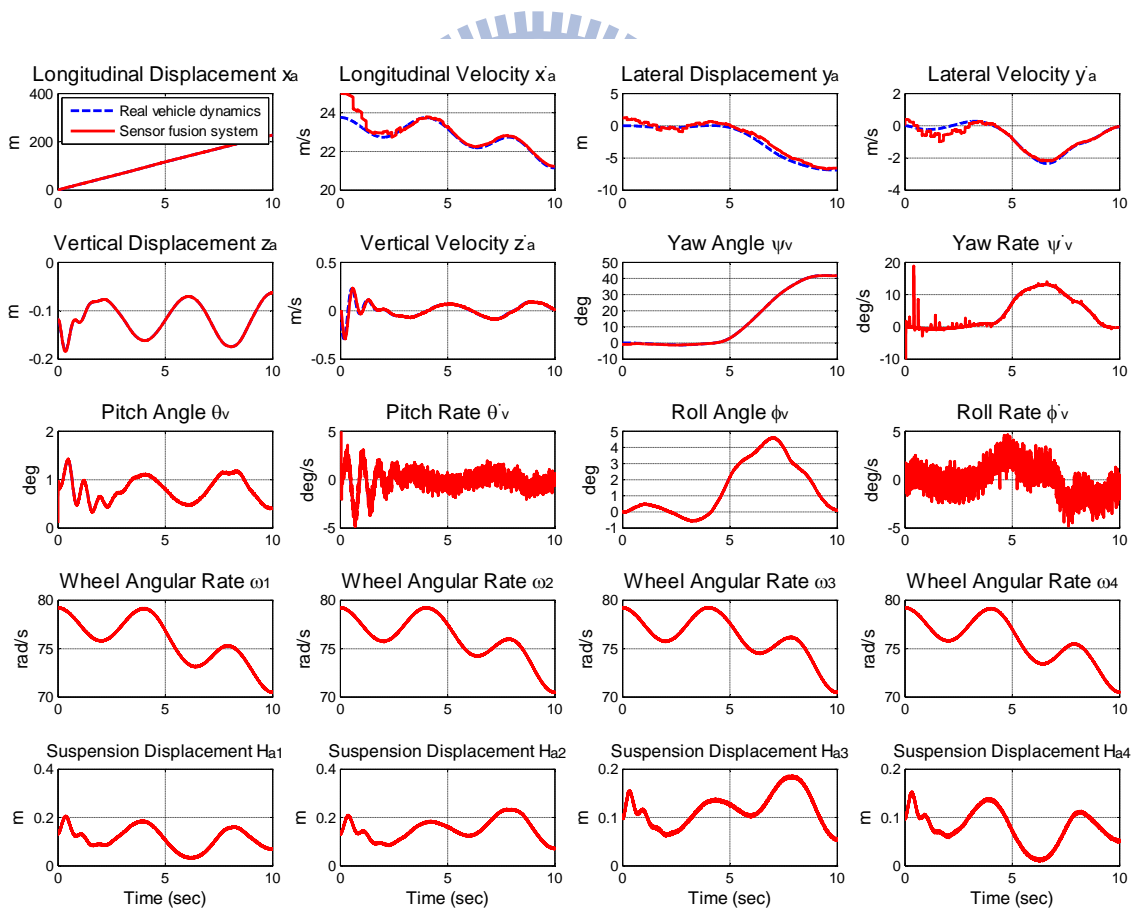 Longitudinal Displacement xa
Longitudinal Velocity ẋa
Lateral Displacement ya
Lateral Velocity ẏa
400
200
0
m
0 5 10
Real vehicle dynamics
Sensor fusion system
24
22
20
m/s
0 5 10
5
0
-5
-10
m
0 5 10
2
0
-2
-4
m/s
0 5 10
Vertical Displacement za
Vertical Velocity ża
Yaw Angle ψv
Yaw Rate ψ̇v
0
-0.1
-0.2
m
0 5 10
0.5
0
-0.5
m/s
0 5 10
50
40
30
20
10
0
-10
deg
0 5 10
20
10
0
10
deg/s
0 5 10
Pitch Angle θv
Pitch Rate θ̇v
Roll Angle ϕv
Roll Rate ϕ̇v
2
1
0
deg
0 5 10
5
0
-5
deg/s
0 5 10
5
4
3
2
1
0
-1
deg
0 5 10
5
0
-5
deg/s
0 5 10
Wheel Angular Rate ω1
Wheel Angular Rate ω2
Wheel Angular Rate ω3
Wheel Angular Rate ω4
80
75
70
rad/s
0 5 10
80
75
70
rad/s
0 5 10
80
75
70
rad/s
0 5 10
80
75
70
rad/s
0 5 10
Suspension Displacement Ha1
Suspension Displacement Ha2
Suspension Displacement Ha3
Suspension Displacement Ha4
0.4
0.2
0
m
0 5 10
Time (sec)
0.4
0.2
0
m
0 5 10
Time (sec)
0.2
0.1
0
m
0 5 10
Time (sec)
0.2
0.1
0
m
0 5 10
Time (sec)